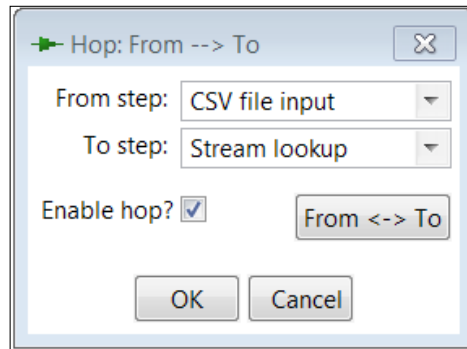 Hop: From --> To
From step: CSV file input
To step: Stream lookup
Enable hop? From <-> To
OK Cancel